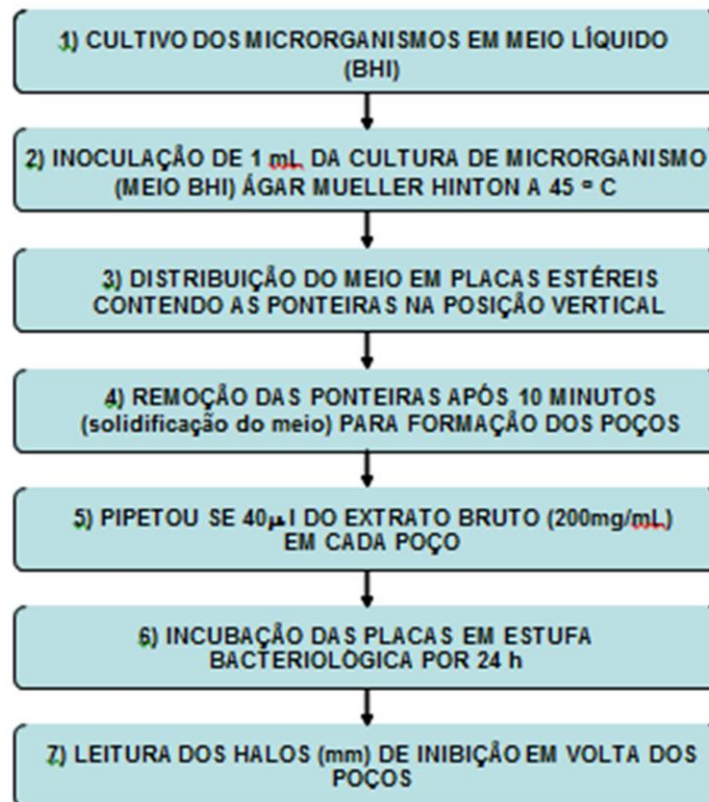 1) CULTIVO DOS MICRORGANISMOS EM MEIO LÍQUIDO
(BHI)
2) INOCULAÇÃO DE 1 mL DA CULTURA DE MICRORGANISMO
(MEIO BHI) ÁGAR MUELLER HINTON A 45 º C
3) DISTRIBUIÇÃO DO MEIO EM PLACAS ESTÉREIS
CONTENDO AS PONTEIRAS NA POSIÇÃO VERTICAL
4) REMOÇÃO DAS PONTEIRAS APÓS 10 MINUTOS
(solidificação do meio) PARA FORMAÇÃO DOS POÇOS
5) PIPETOU SE 40µl DO EXTRATO BRUTO (200mg/mL)
EM CADA POÇO
6) INCUBAÇÃO DAS PLACAS EM ESTUFA
BACTERIOLÓGICA POR 24 h
7) LEITURA DOS HALOS (mm) DE INIBIÇÃO EM VOLTA DOS
POÇOS